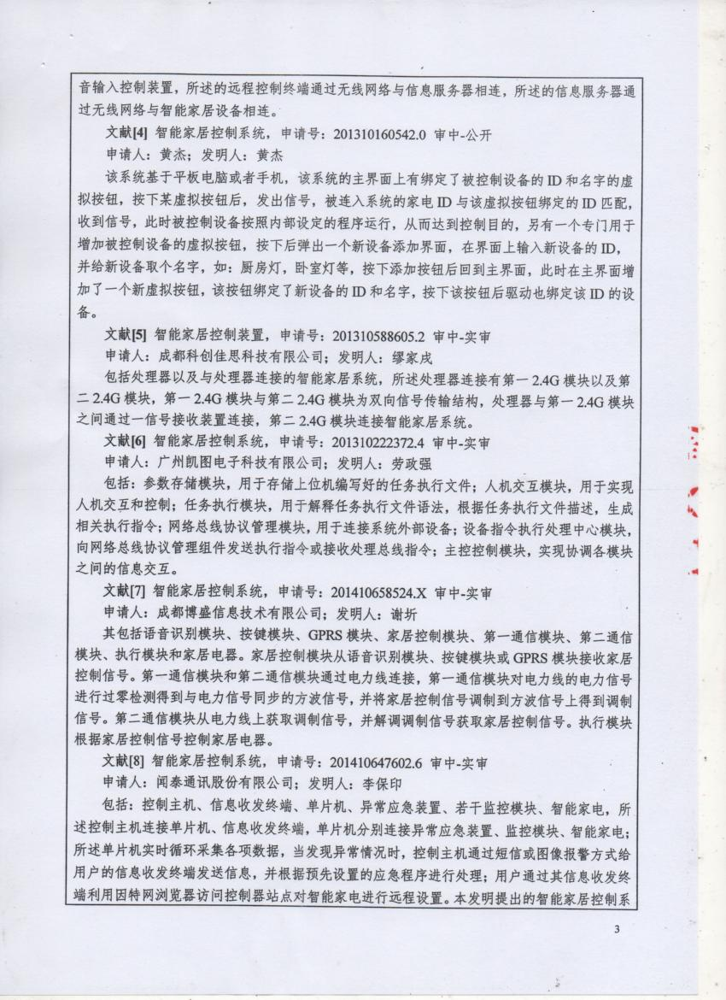 音输入控制装置，所述的远程控制终端通过无线网络与信息服务器相连，所述的信息服务器通
过无线网络与智能家居设备相连。
文献[4] 智能家居控制系统，申请号：201310160542.0 审中-公开
申请人：黄杰；发明人：黄杰
该系统基于平板电脑或者手机，该系统的主界面上有绑定了被控制设备的 ID 和名字的虚
拟按钮，按下某虚拟按钮后，发出信号，被连入系统的家电 ID 与该虚拟按钮绑定的 ID 匹配，
收到信号，此时被控制设备按照内部设定的程序运行，从而达到控制目的，另有一个专门用于
增加被控制设备的虚拟按钮，按下后弹出一个新设备添加界面，在界面上输入新设备的 ID，
并给新设备取个名字，如：厨房灯，卧室灯等，按下添加按钮后回到主界面，此时在主界面增
加了一个新虚拟按钮，该按钮绑定了新设备的 ID 和名字，按下该按钮后驱动也绑定该 ID 的设
备。
文献[5] 智能家居控制装置，申请号：201310588605.2 审中-实审
申请人：成都科创佳思科技有限公司；发明人：缪家戌
包括处理器以及与处理器连接的智能家居系统，所述处理器连接有第一 2.4G 模块以及第
二 2.4G 模块，第一 2.4G 模块与第二 2.4G 模块为双向信号传输结构，处理器与第一 2.4G 模块
之间通过一信号接收装置连接，第二 2.4G 模块连接智能家居系统。
文献[6] 智能家居控制系统，申请号：201310222372.4 审中-实审
申请人：广州凯图电子科技有限公司；发明人：劳政强
包括：参数存储模块，用于存储上位机编写好的任务执行文件；人机交互模块，用于实现
人机交互和控制；任务执行模块，用于解释任务执行文件语法，根据任务执行文件描述，生成
相关执行指令；网络总线协议管理模块，用于连接系统外部设备；设备指令执行处理中心模块，
向网络总线协议管理组件发送执行指令或接收处理总线指令；主控控制模块，实现协调各模块
之间的信息交互。
文献[7] 智能家居控制系统，申请号：201410658524.X 审中-实审
申请人：成都博盛信息技术有限公司；发明人：谢圻
其包括语音识别模块、按键模块、GPRS 模块、家居控制模块、第一通信模块、第二通信
模块、执行模块和家居电器。家居控制模块从语音识别模块、按键模块或 GPRS 模块接收家居
控制信号。第一通信模块和第二通信模块通过电力线连接，第一通信模块对电力线的电力信号
进行过零检测得到与电力信号同步的方波信号，并将家居控制信号调制到方波信号上得到调制
信号。第二通信模块从电力线上获取调制信号，并解调调制信号获取家居控制信号。执行模块
根据家居控制信号控制家居电器。
文献[8] 智能家居控制系统，申请号：201410647602.6 审中-实审
申请人：闻泰通讯股份有限公司；发明人：李保印
包括：控制主机、信息收发终端、单片机、异常应急装置、若干监控模块、智能家电，所
述控制主机连接单片机、信息收发终端，单片机分别连接异常应急装置、监控模块、智能家电；
所述单片机实时循环采集各项数据，当发现异常情况时，控制主机通过短信或图像报警方式给
用户的信息收发终端发送信息，并根据预先设置的应急程序进行处理；用户通过其信息收发终
端利用因特网浏览器访问控制器站点对智能家电进行远程设置。本发明提出的智能家居控制系
3